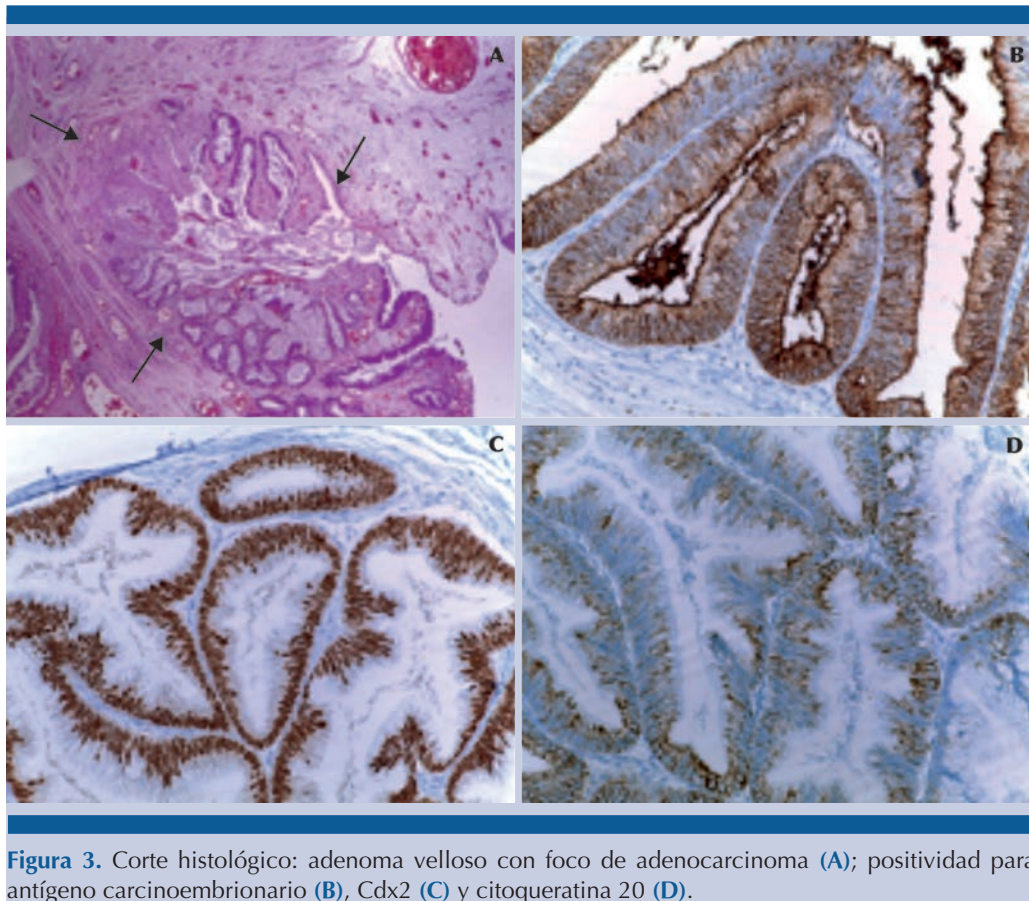 A
B
C
D
Figura 3. Corte histológico: adenoma velloso con foco de adenocarcinoma (A); positividad para
antígeno carcinoembrionario (B), Cdx2 (C) y citoqueratina 20 (D).